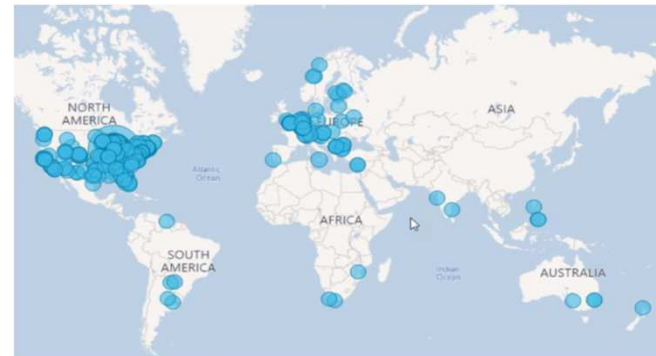 NORTH
AMERICA
Atlantic
Ocean
EUROPE
ASIA
AFRICA
SOUTH
AMERICA
Indian
Ocean
AUSTRALIA